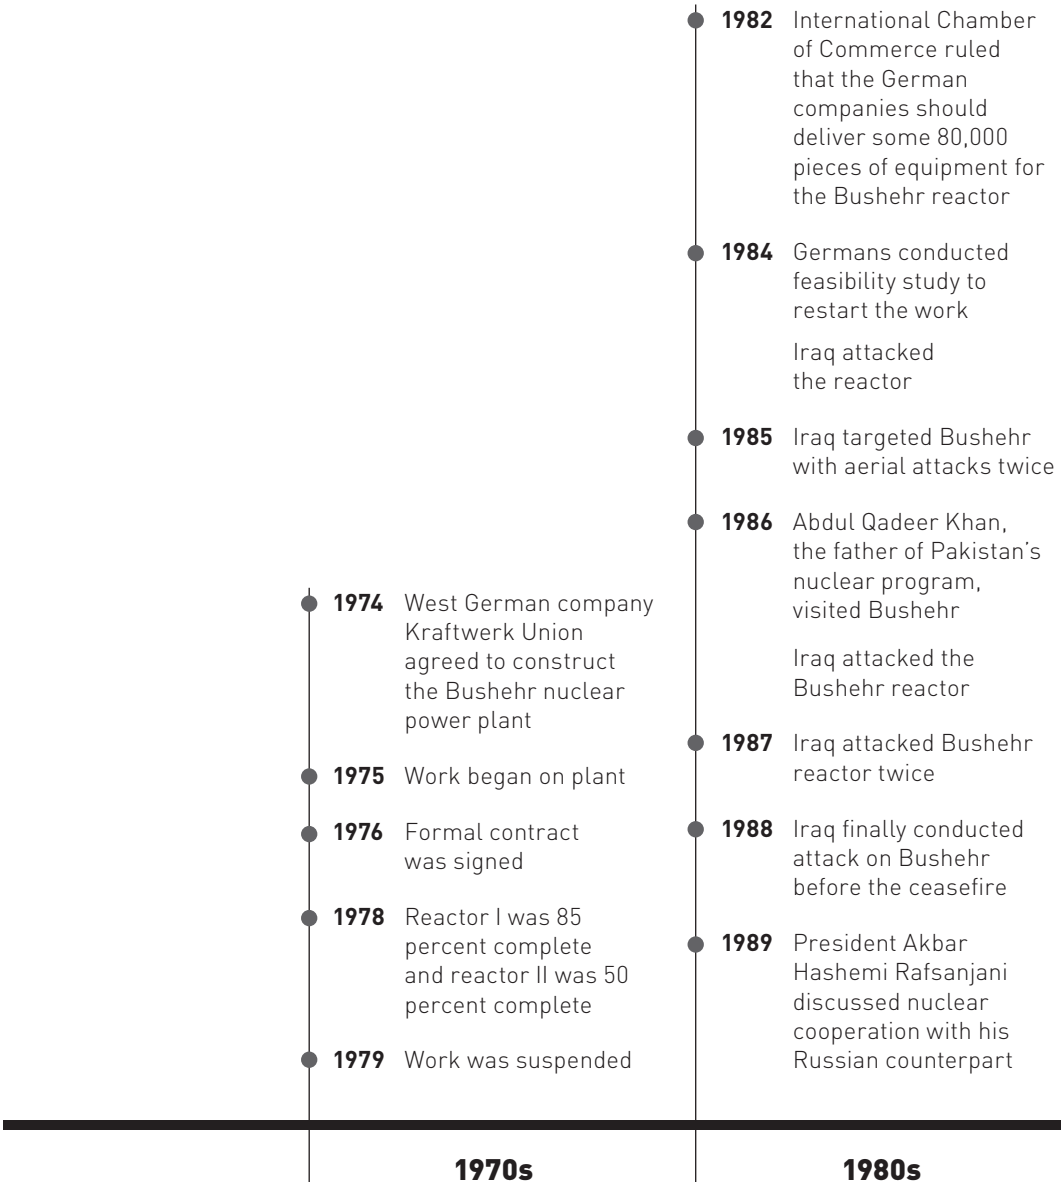 1974 West German company
Kraftwerk Union
agreed to construct
the Bushehr nuclear
power plant
1975 Work began on plant
1976 Formal contract
was signed
1978 Reactor I was 85
percent complete
and reactor II was 50
percent complete
1979 Work was suspended
1970s
1982 International Chamber
of Commerce ruled
that the German
companies should
deliver some 80,000
pieces of equipment for
the Bushehr reactor
1984 Germans conducted
feasibility study to
restart the work
Iraq attacked
the reactor
1985 Iraq targeted Bushehr
with aerial attacks twice
1986 Abdul Qadeer Khan,
the father of Pakistan’s
nuclear program,
visited Bushehr
Iraq attacked the
Bushehr reactor
1987 Iraq attacked Bushehr
reactor twice
1988 Iraq finally conducted
attack on Bushehr
before the ceasefire
1989 President Akbar
Hashemi Rafsanjani
discussed nuclear
cooperation with his
Russian counterpart
1980s